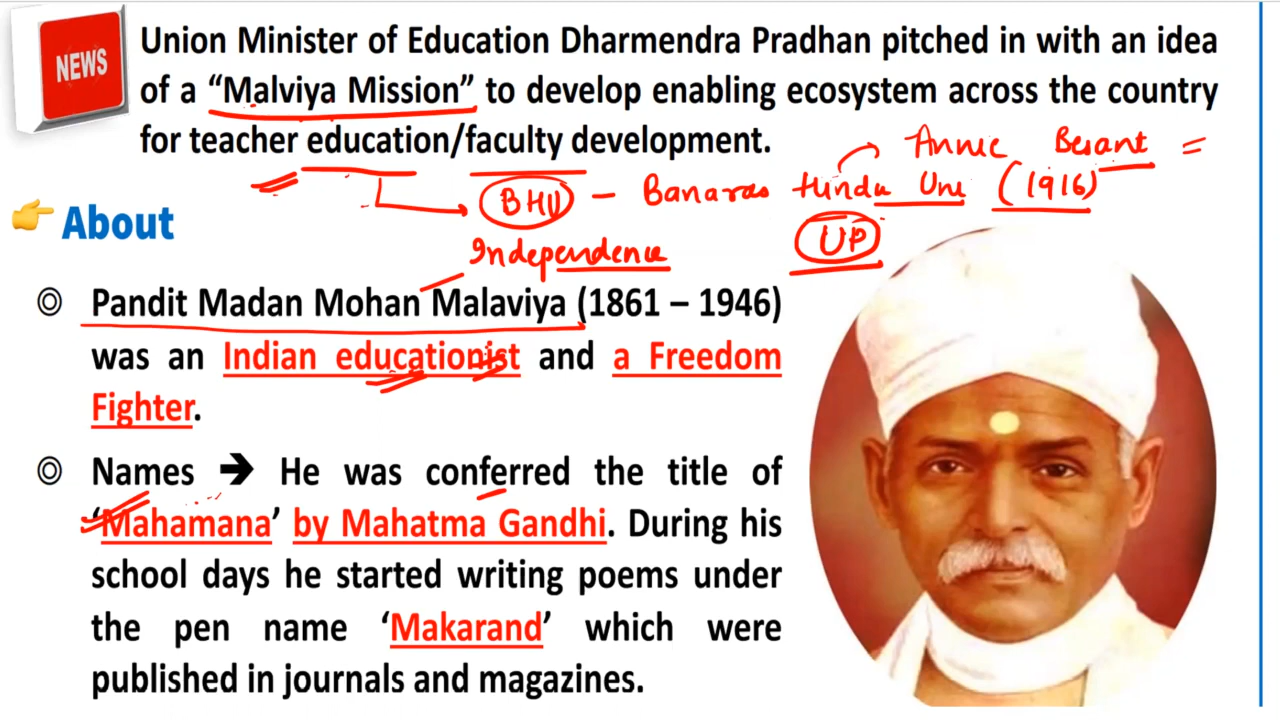 NEWS
Union Minister of Education Dharmendra Pradhan pitched in with an idea
of a “Malviya Mission” to develop enabling ecosystem across the country
for teacher education/faculty development.
Annie Besant =
BHU – Banaras Hindu Uni (1916)
About
Independence
UP
Pandit Madan Mohan Malaviya (1861 – 1946)
was an Indian educationist and a Freedom
Fighter.
Names ➔ He was conferred the title of
‘Mahamana’ by Mahatma Gandhi. During his
school days he started writing poems under
the pen name ‘Makarand’ which were
published in journals and magazines.